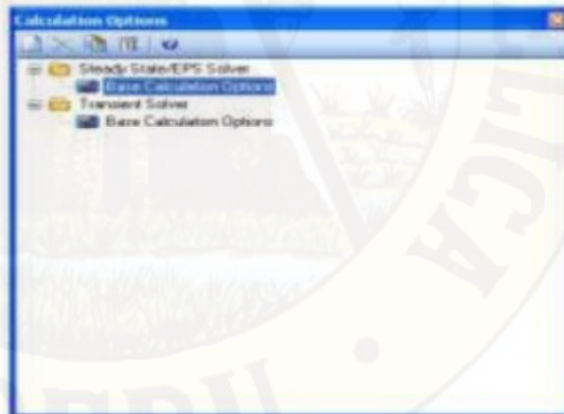 Calculation Options
Steady State/EPS Solver
Base Calculation Options
Transient Solver
Base Calculation Options